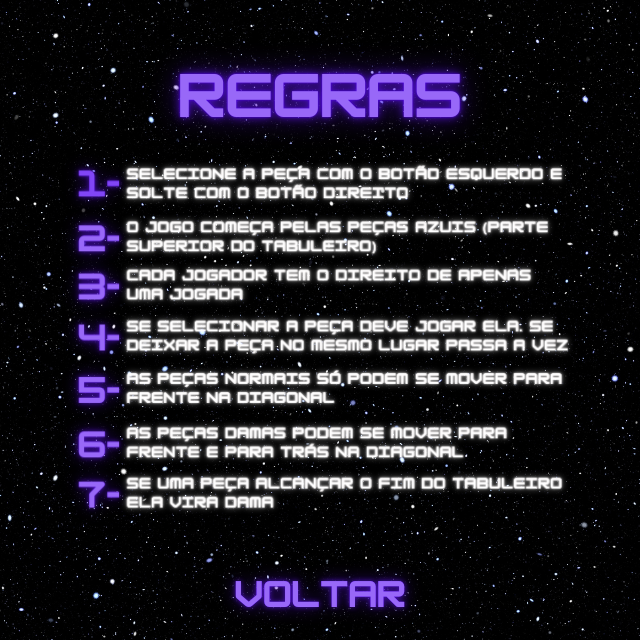 REGRAS
1- SELECIONE A PEÇA COM O BOTÃO ESQUERDO E
SOLTE COM O BOTÃO DIREITO
2- O JOGO COMEÇA PELAS PEÇAS AZUIS (PARTE
SUPERIOR DO TABULEIRO)
3- CADA JOGADOR TEM O DIREITO DE APENAS
UMA JOGADA
4- SE SELECIONAR A PEÇA DEVE JOGAR ELA. SE
DEIXAR A PEÇA NO MESMO LUGAR PASSA A VEZ
5- AS PEÇAS NORMAIS SÓ PODEM SE MOVER PARA
FRENTE NA DIAGONAL
6- AS PEÇAS DAMAS PODEM SE MOVER PARA
FRENTE E PARA TRÁS NA DIAGONAL
7- SE UMA PEÇA ALCANÇAR O FIM DO TABULEIRO
ELA VIRA DAMA
VOLTAR